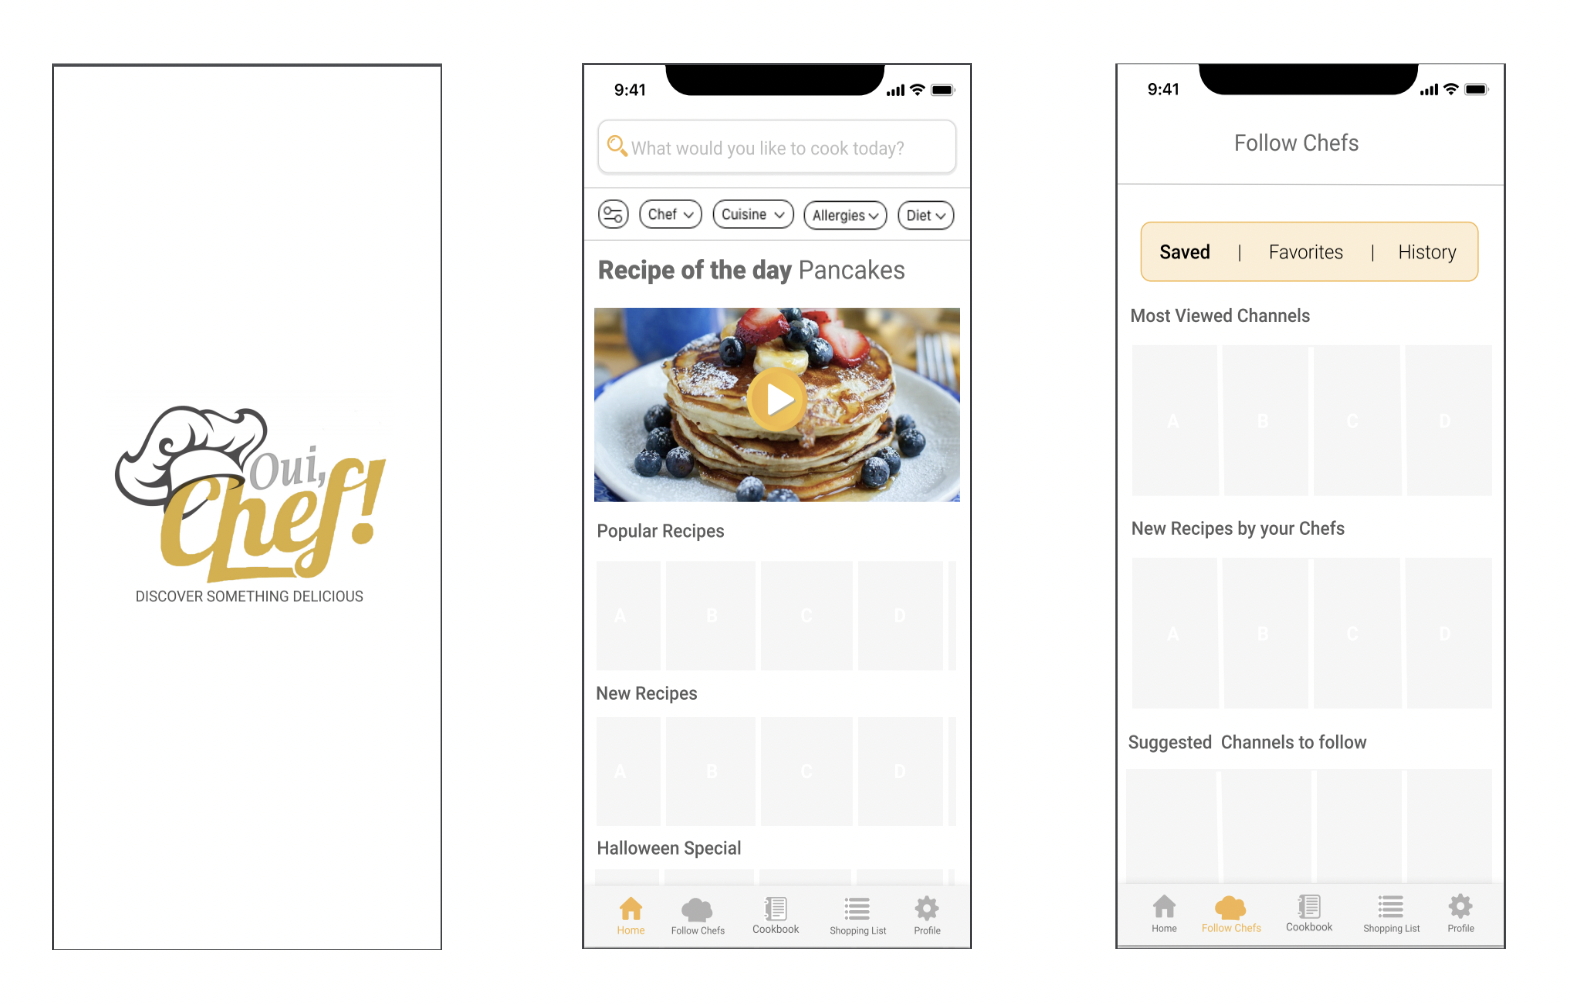 Oui,
Chef!
DISCOVER SOMETHING DELICIOUS
9:41
What would you like to cook today?
Chef Cuisine Allergies Diet
Recipe of the day Pancakes
Popular Recipes
A B C D
New Recipes
A B C D
Halloween Special
Home Follow Chefs Cookbook Shopping List Profile
9:41
Follow Chefs
Saved | Favorites | History
Most Viewed Channels
A B C D
New Recipes by your Chefs
A B C D
Suggested Channels to follow
Home Follow Chefs Cookbook Shopping List Profile